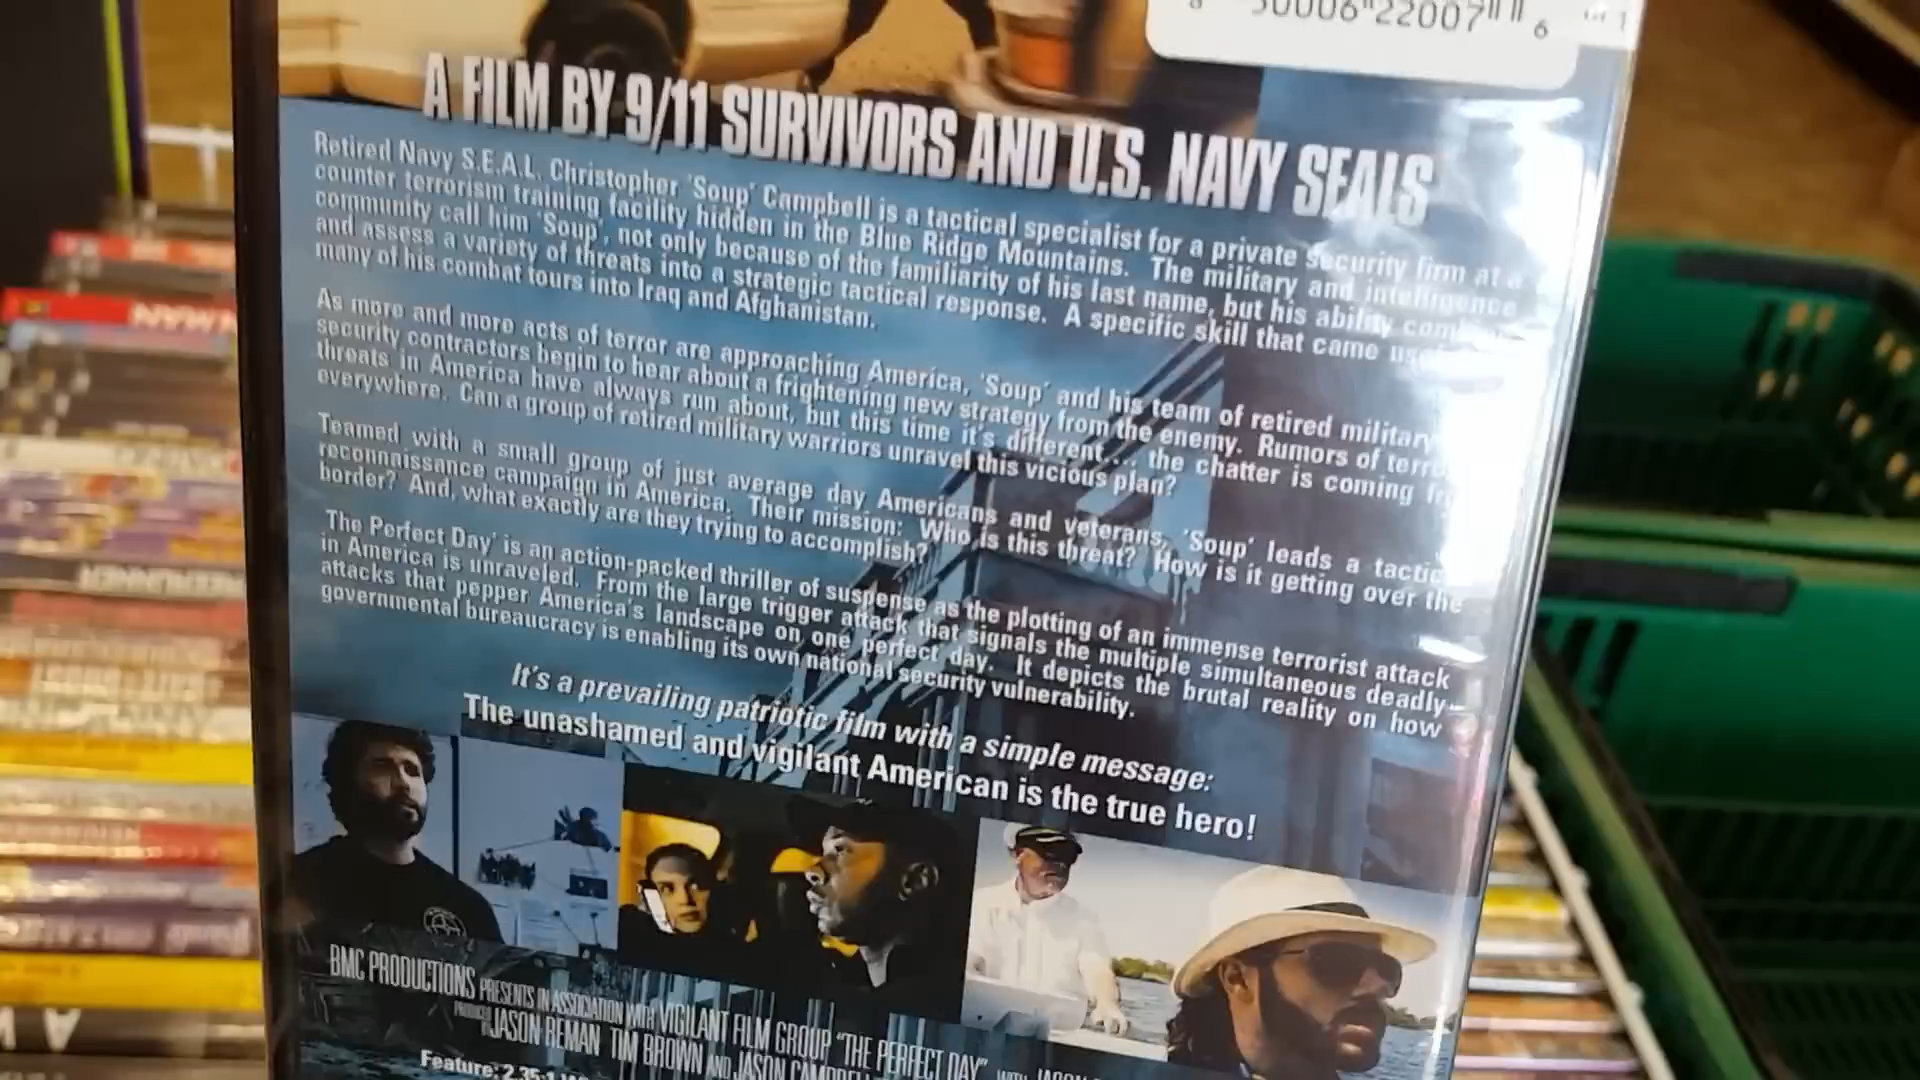 50006 22007 6
A FILM BY 9/11 SURVIVORS AND U.S. NAVY SEALS
Retired Navy S.E.A.L. Christopher 'Soup' Campbell is a tactical specialist for a private security firm at a
counter terrorism training facility hidden in the Blue Ridge Mountains. The military and intelligence
community call him 'Soup', not only because of the familiarity of his last name, but his ability
and assess a variety of threats into a strategic tactical response. A specific skill that came
many of his combat tours into Iraq and Afghanistan.
As more and more acts of terror are approaching America, 'Soup' and his team of retired military
security contractors begin to hear about a frightening new strategy from the enemy. Rumors of
threats in America have always run about, but this time it's different... the chatter is coming
everywhere. Can a group of retired military warriors unravel this vicious plan?
Teamed with a small group of just average day Americans and veterans, 'Soup' leads a
reconnaissance campaign in America. Their mission: Who is this threat? How is it getting over the
border? And, what exactly are they trying to accomplish?
The Perfect Day' is an action-packed thriller of suspense as the plotting of an immense terrorist attack
in America is unraveled. From the large trigger attack that signals the multiple simultaneous deadly
attacks that pepper America's landscape on one perfect day. It depicts the brutal reality on how
governmental bureaucracy is enabling its own national security vulnerability.
It's a prevailing patriotic film with a simple message:
The unashamed and vigilant American is the true hero!
BMC PRODUCTIONS PRESENTS IN ASSOCIATION WITH VIGILANT FILM GROUP "THE PERFECT DAY" WITH
PRODUCED BY JASON REMAN TIM BROWN AND JASON CAMPBELL
Feature: 2.35:1